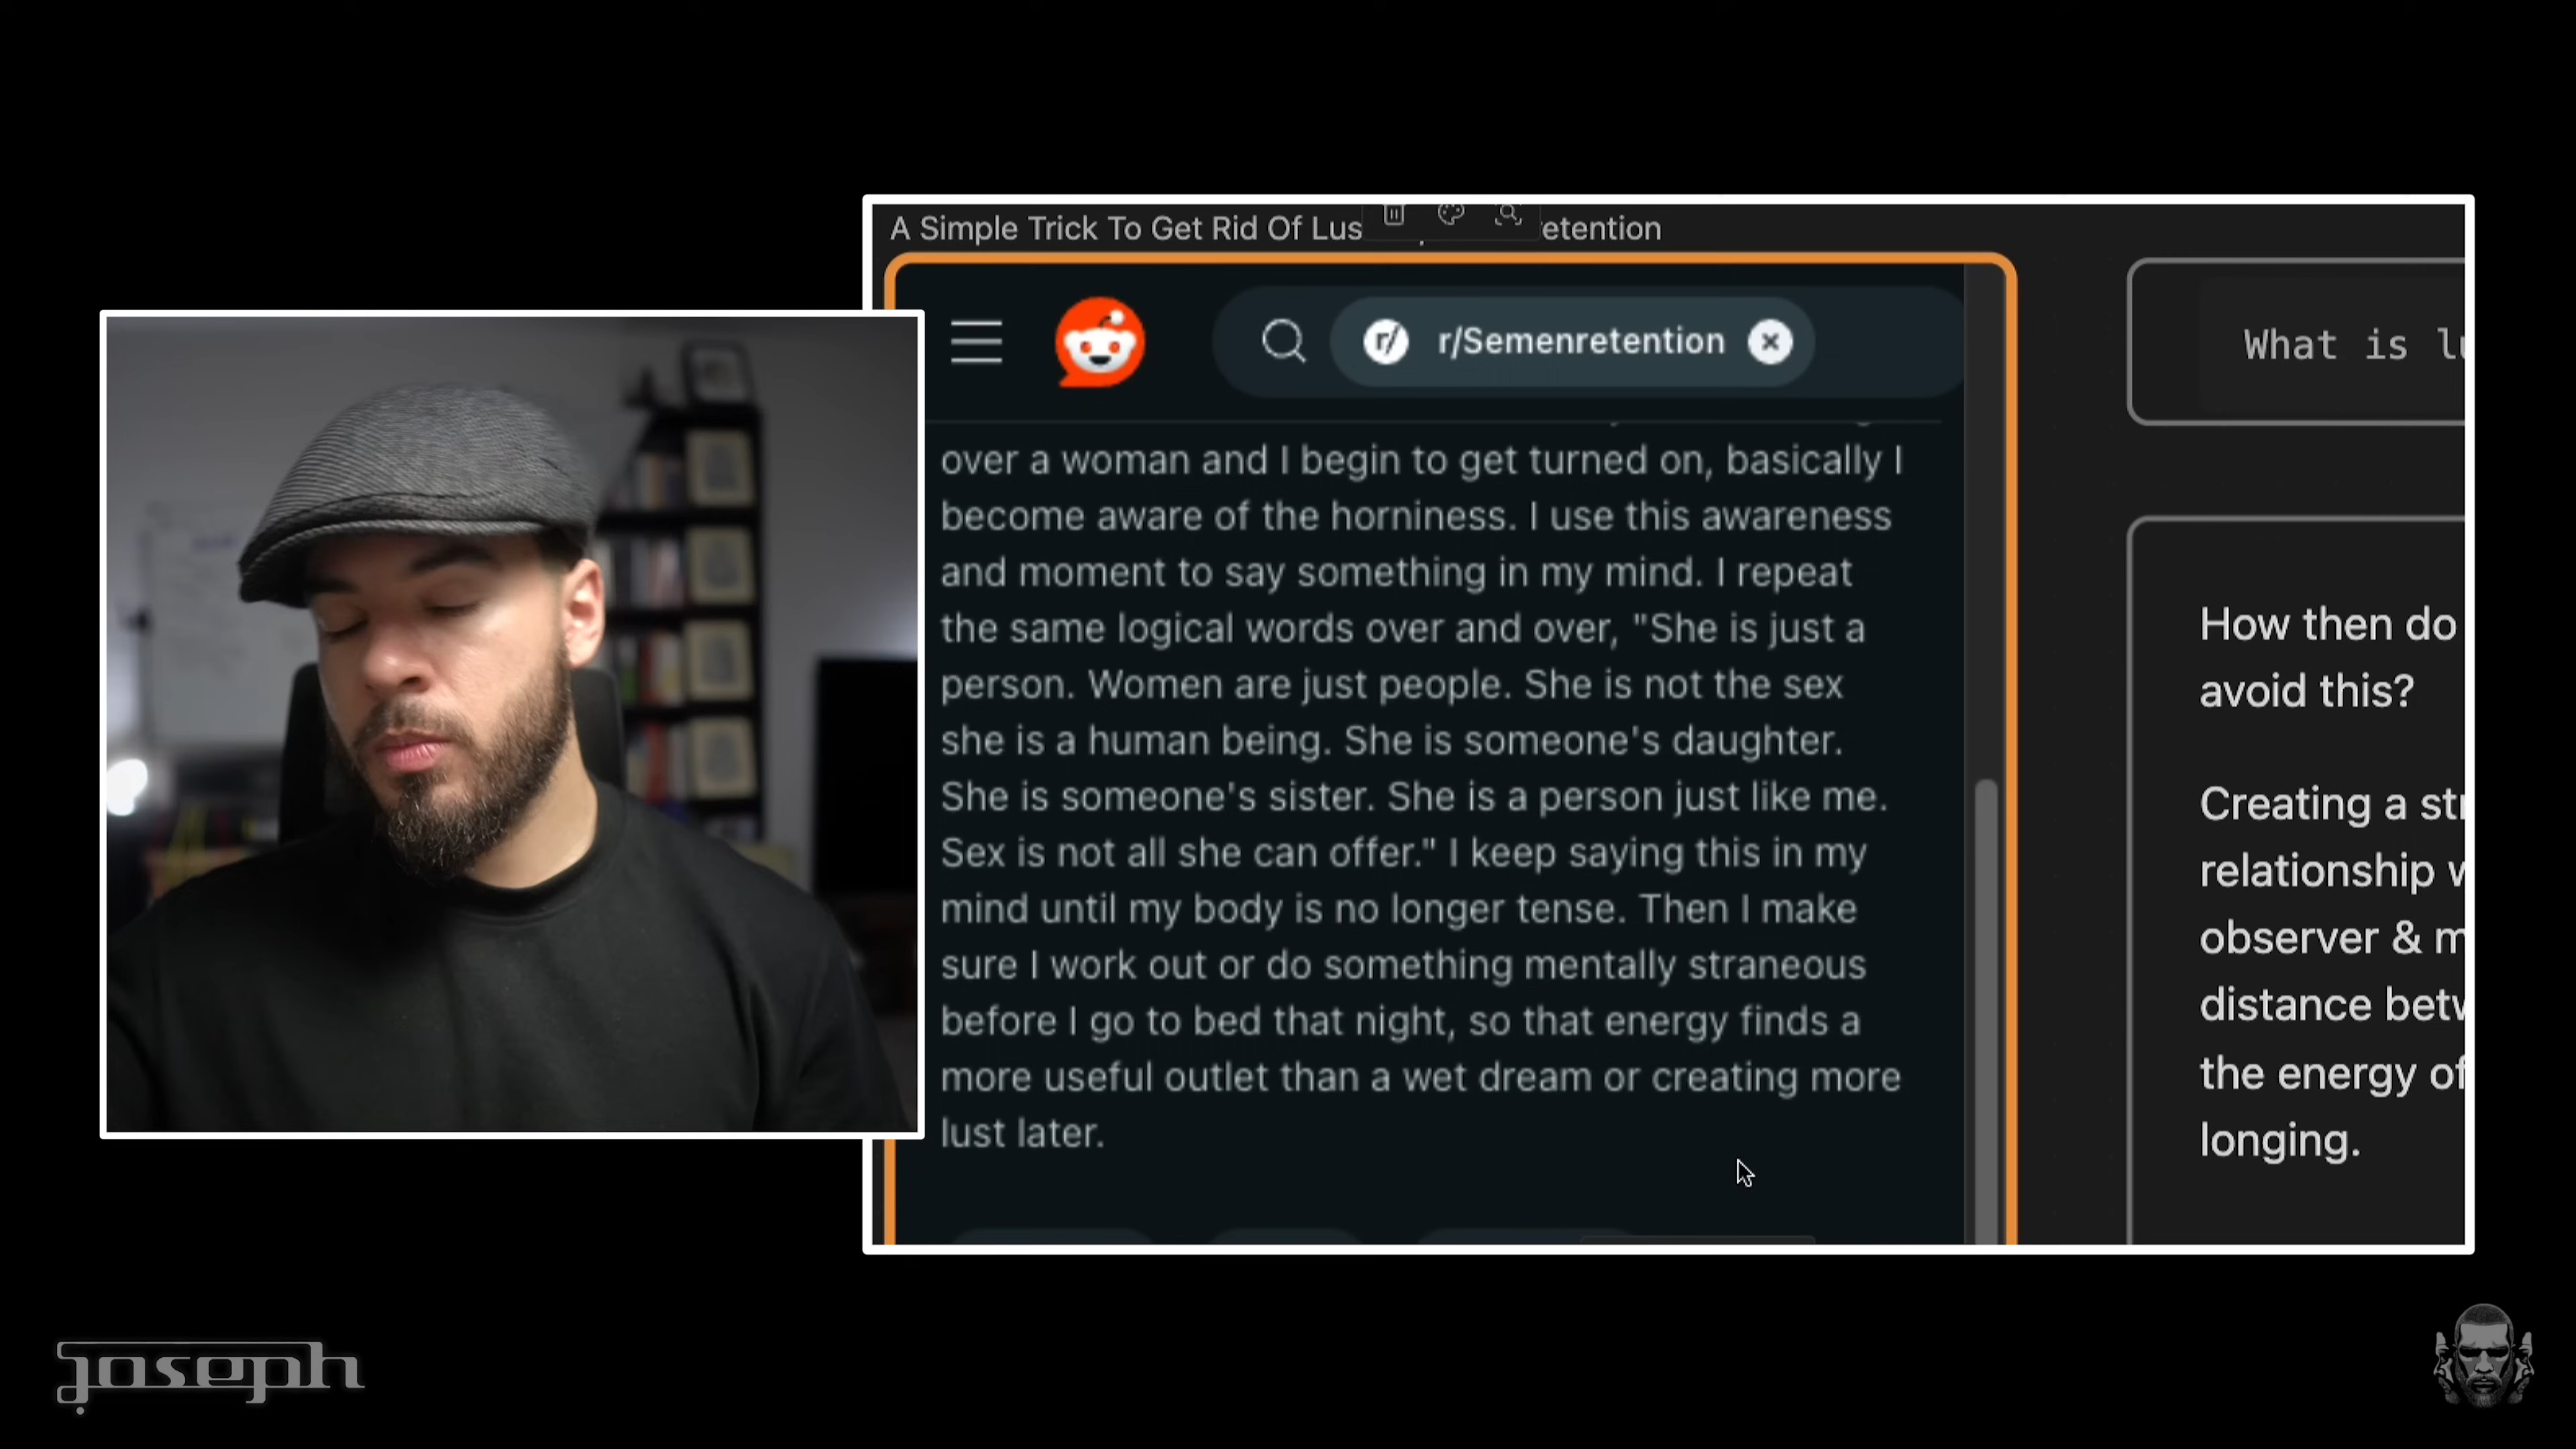 A Simple Trick To Get Rid Of Lus
etention
r/Semenretention
over a woman and I begin to get turned on, basically I
become aware of the horniness. I use this awareness
and moment to say something in my mind. I repeat
the same logical words over and over, "She is just a
person. Women are just people. She is not the sex
she is a human being. She is someone's daughter.
She is someone's sister. She is a person just like me.
Sex is not all she can offer." I keep saying this in my
mind until my body is no longer tense. Then I make
sure I work out or do something mentally straneous
before I go to bed that night, so that energy finds a
more useful outlet than a wet dream or creating more
lust later.
What is lu
How then do
avoid this?
Creating a str
relationship w
observer & m
distance betw
the energy of
longing.
joseph